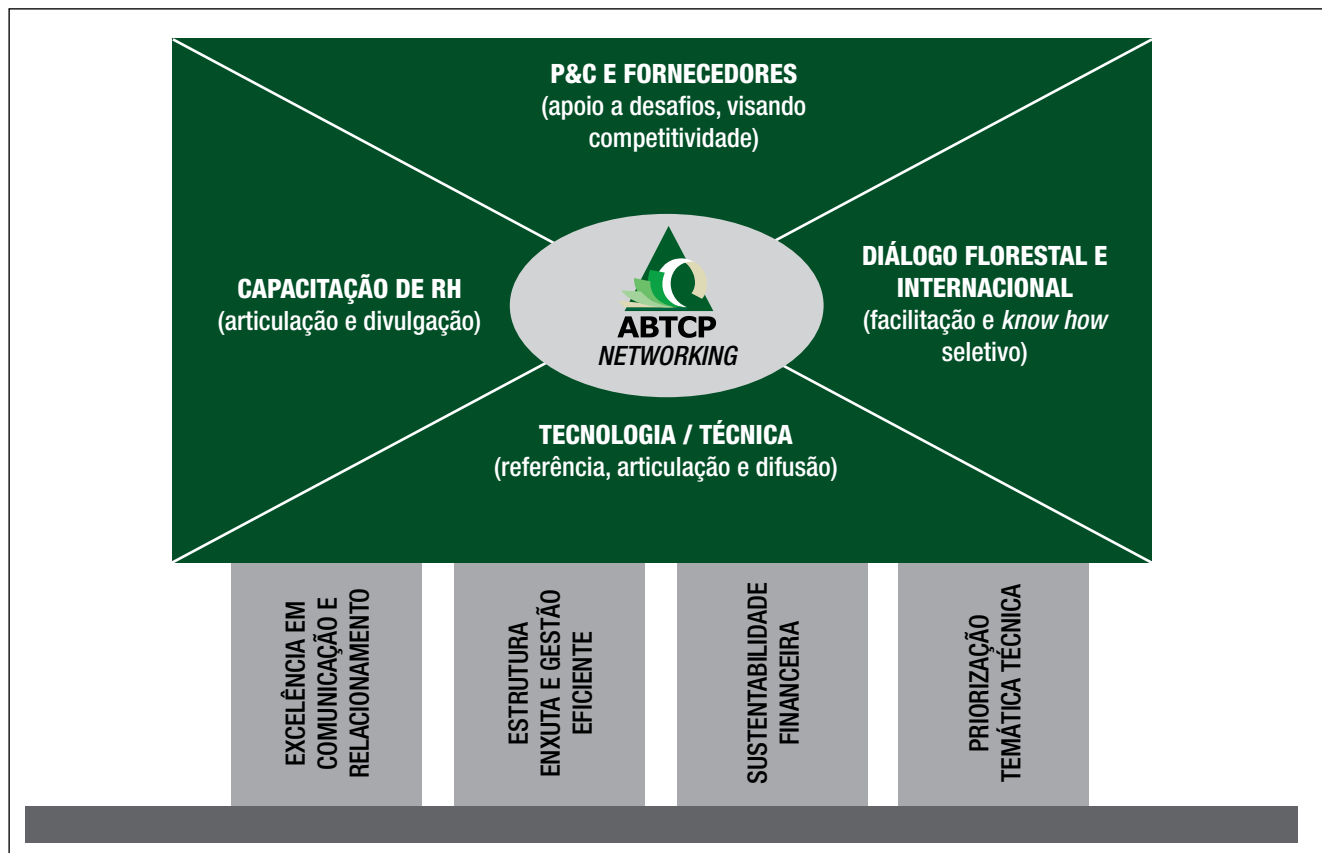 P&C E FORNECEDORES
(apoio a desafios, visando
competitividade)
CAPACITAÇÃO DE RH
(articulação e divulgação)
ABTCP
NETWORKING
DIÁLOGO FLORESTAL E
INTERNACIONAL
(facilitação e know how
seletivo)
TECNOLOGIA / TÉCNICA
(referência, articulação e difusão)
EXCELÊNCIA EM
COMUNICAÇÃO E
RELACIONAMENTO
ESTRUTURA
ENXUTA E GESTÃO
EFICIENTE
SUSTENTABILIDADE
FINANCEIRA
PRIORIZAÇÃO
TEMÁTICA TÉCNICA